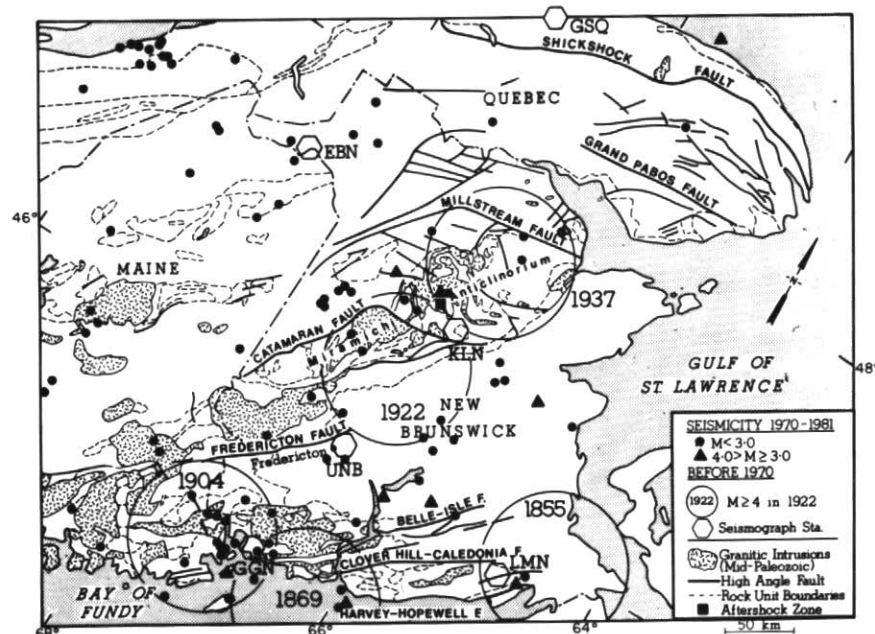 GSQ
SHICKSHOCK
FAULT
QUEBEC
EBN
GRAND PABOS
FAULT
46°
MILLSTREAM FAULT
MAINE
Anticlinorium
1937
CATAMARAN FAULT
Miramichi
KLN
GULF OF
ST. LAWRENCE
48°
1922
NEW
BRUNSWICK
FREDERICTON FAULT
Fredericton
UNB
1904
BELLE-ISLE F.
1855
CLOVER HILL-CALEDONIA F.
LMN
GGN
BAY OF
FUNDY
1869
HARVEY-HOPEWELL F
66
64
SEISMICITY 1970-1981
M<3·0
4·0>M≥3·0
BEFORE 1970
1922 M≥4 in 1922
Seismograph Sta.
Granitic Intrusions
(Mid-Paleozoic)
High Angle Fault
Rock Unit Boundaries
Aftershock Zone
50 km